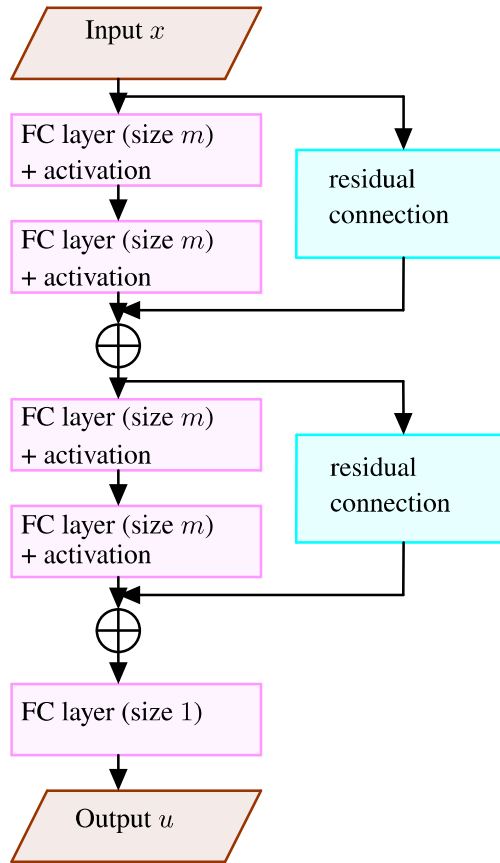 Input x
FC layer (size m)
+ activation
residual
connection
FC layer (size m)
+ activation
FC layer (size m)
+ activation
residual
connection
FC layer (size m)
+ activation
FC layer (size 1)
Output u